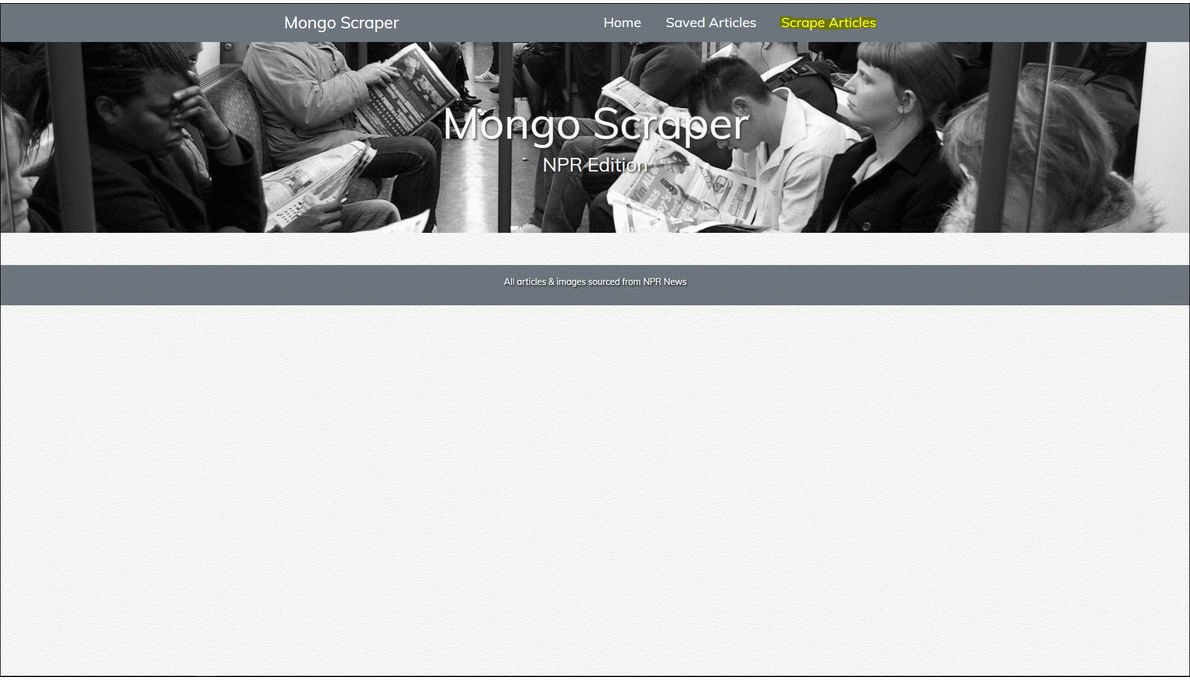 Mongo Scraper
Home Saved Articles Scrape Articles
Mongo Scraper
NPR Edition
All articles & images sourced from NPR News